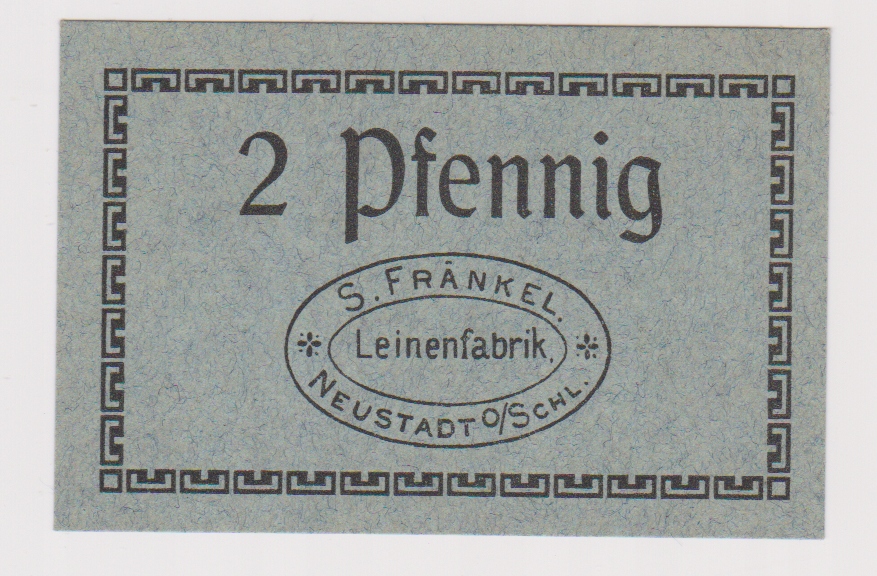 2 Pfennig
S. FRÄNKEL.
Leinenfabrik,
NEUSTADT O/SCHL.